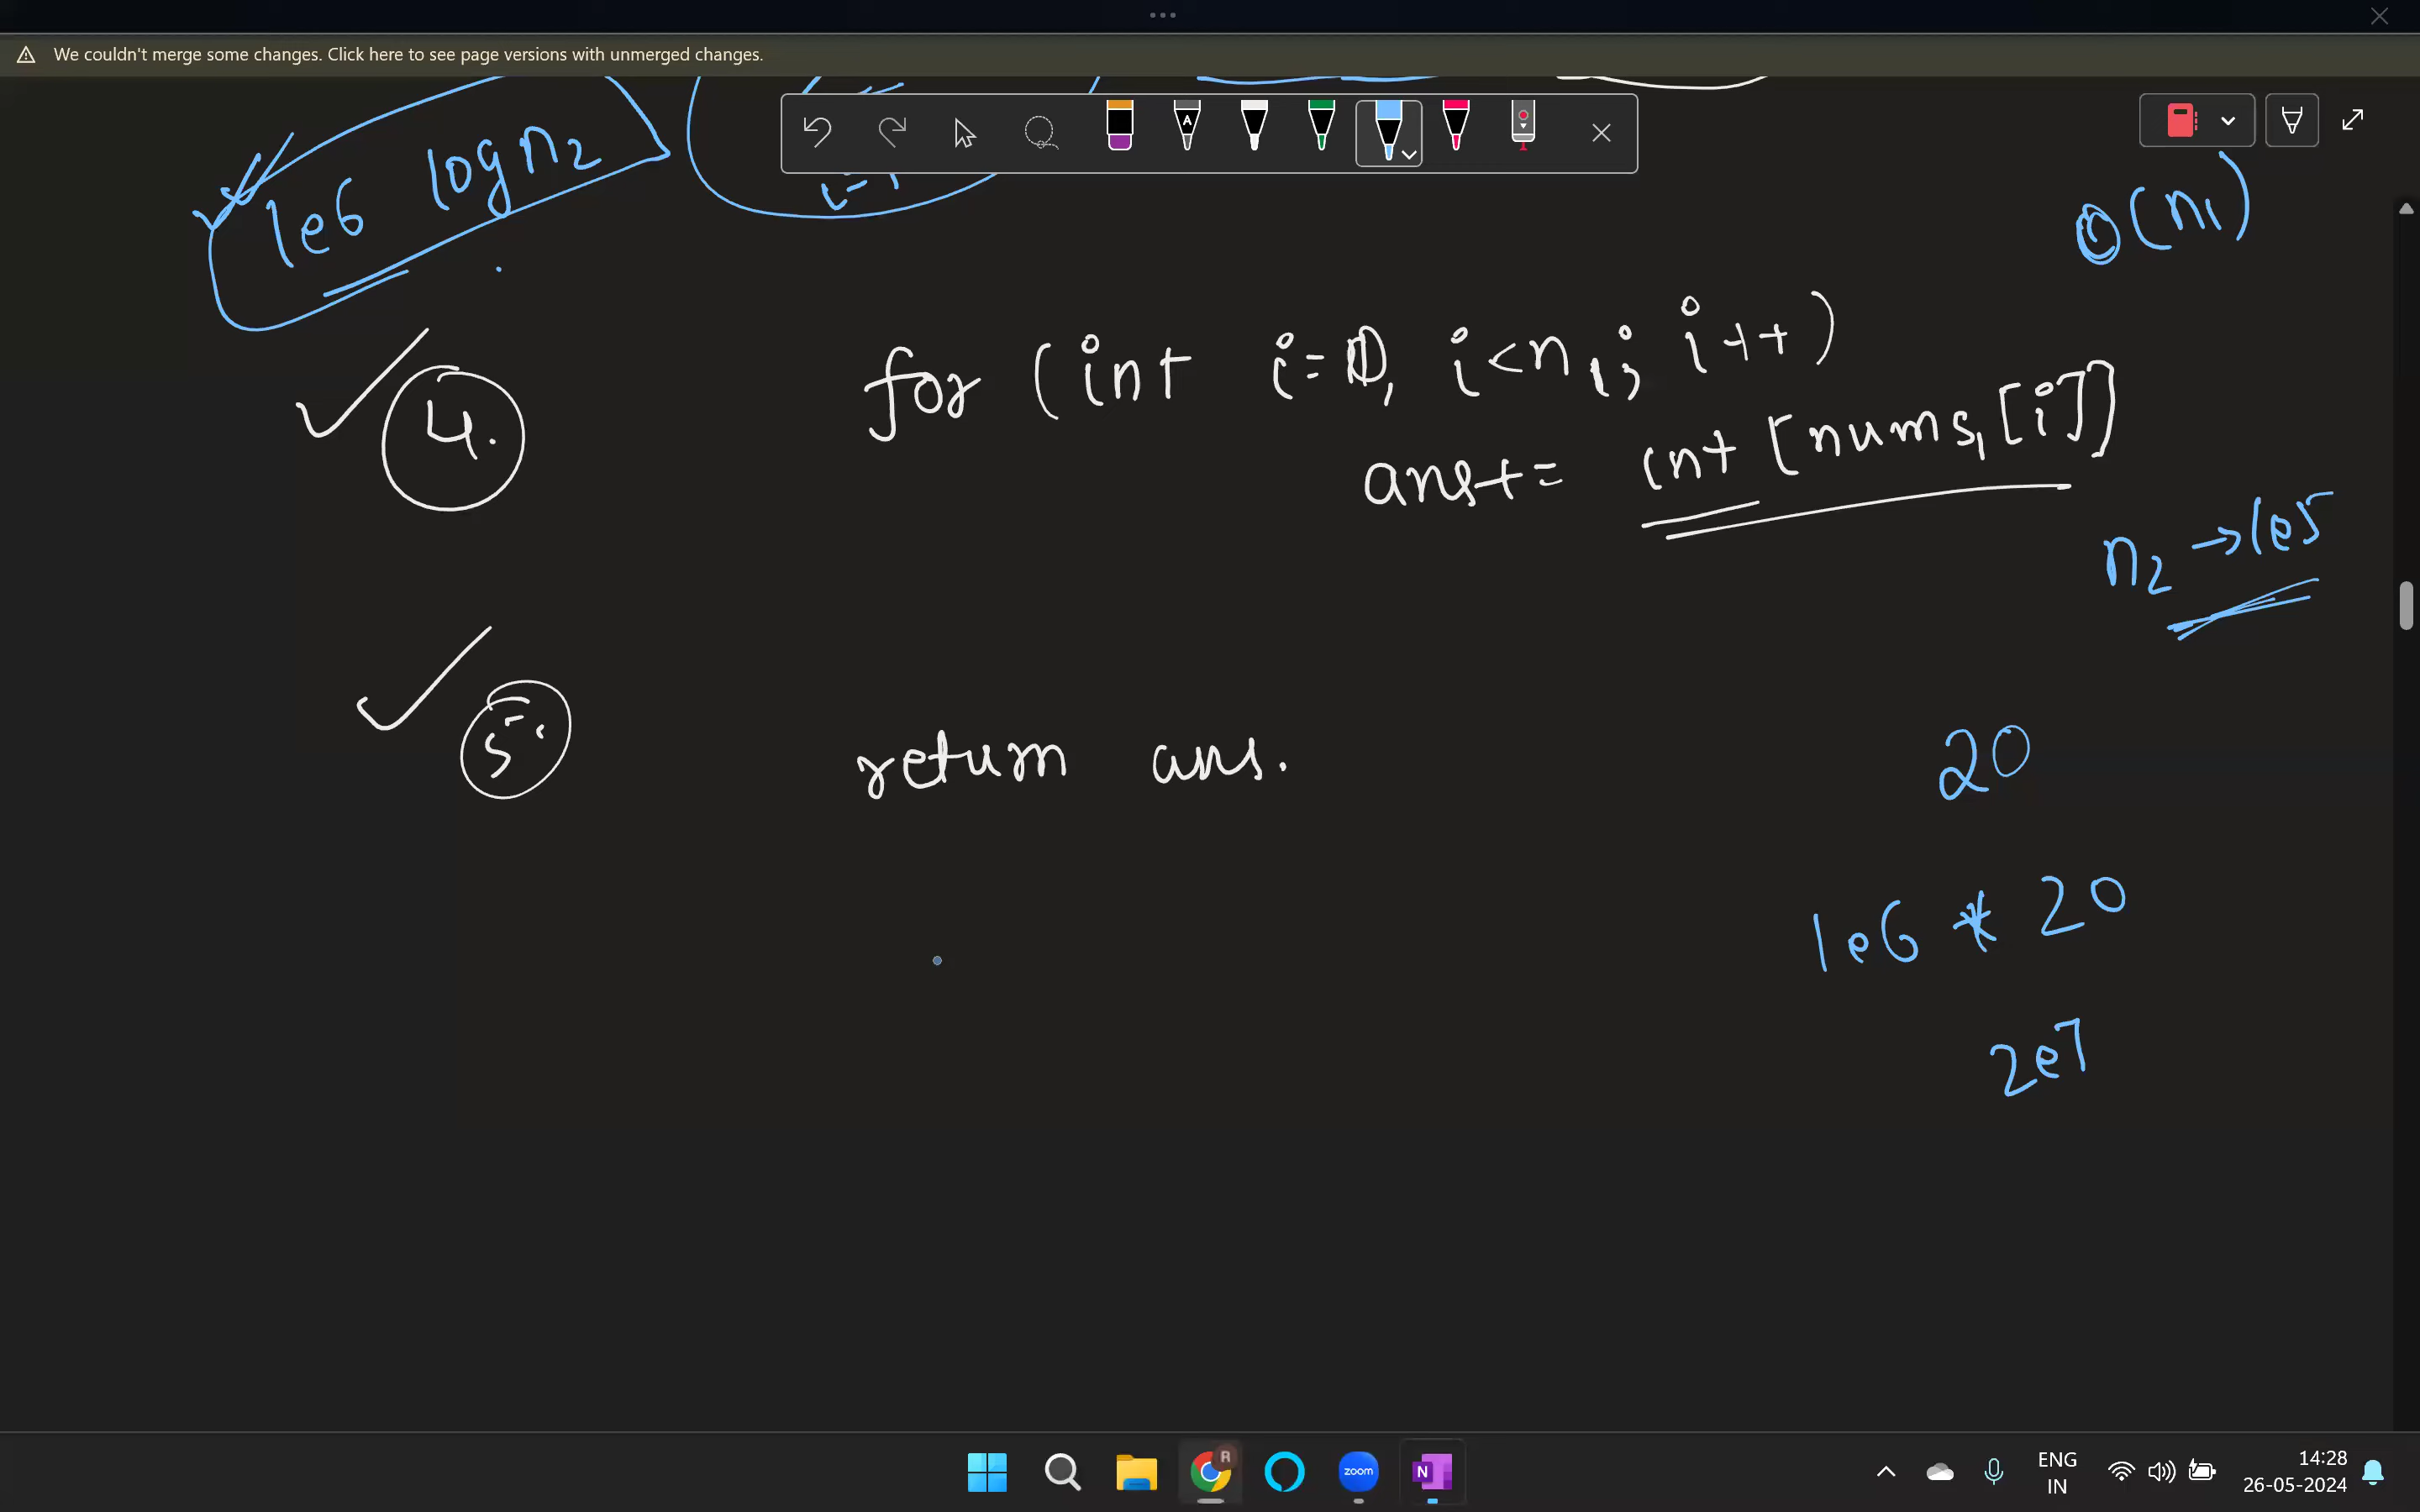 We couldn't merge some changes. Click here to see page versions with unmerged changes.
1e6 log n2
O(n1)
4.
for (int i=0, i<n1; i++)
ans+= cnt [nums1[i]]
n2 →1e5
5.
return ans.
20
1e6 * 20
2e7
A
zoom
N
ENG
IN
14:28
26-05-2024